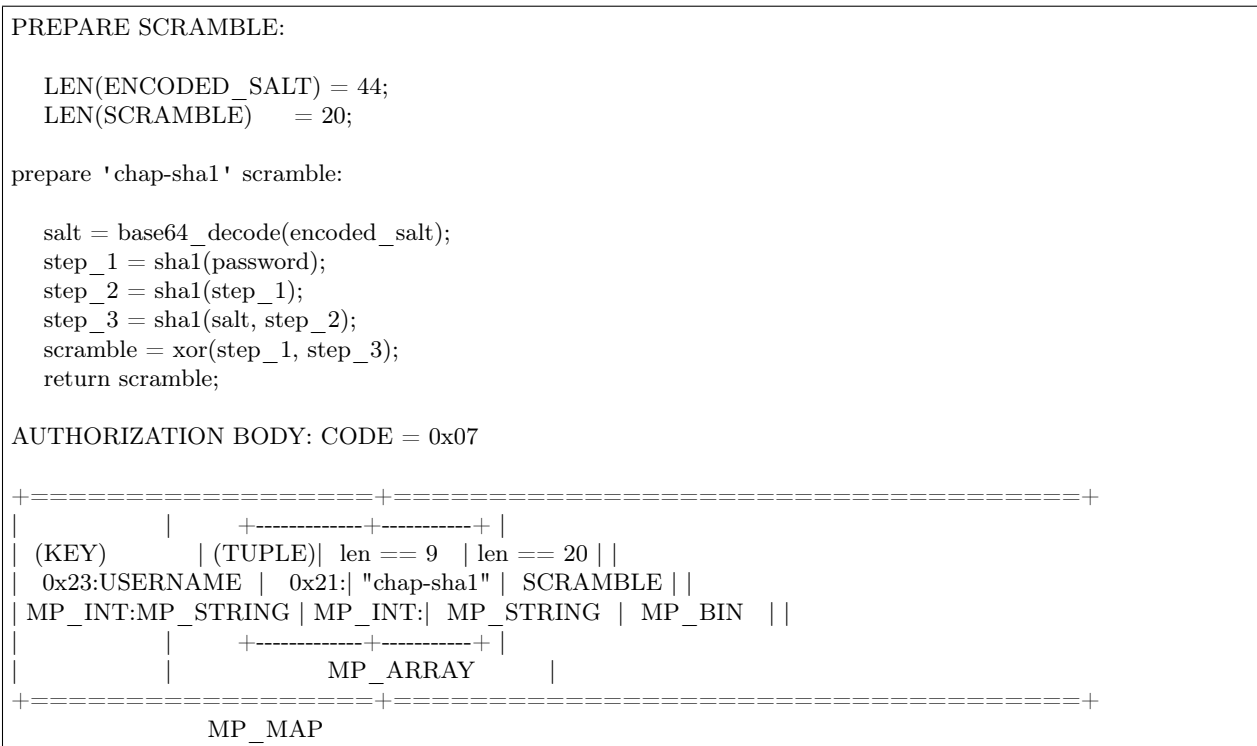 PREPARE SCRAMBLE:
LEN(ENCODED_SALT) = 44;
LEN(SCRAMBLE) = 20;
prepare 'chap-sha1' scramble:
salt = base64_decode(encoded_salt);
step_1 = sha1(password);
step_2 = sha1(step_1);
step_3 = sha1(salt, step_2);
scramble = xor(step_1, step_3);
return scramble;
AUTHORIZATION BODY: CODE = 0x07
+==================+====================================+
| | +-------------+-----------+ |
| (KEY) | (TUPLE)| len == 9 | len == 20 | |
| 0x23:USERNAME | 0x21:| "chap-sha1" | SCRAMBLE | |
| MP_INT:MP_STRING | MP_INT:| MP_STRING | MP_BIN | |
| | +-------------+-----------+ |
| | MP_ARRAY |
+==================+====================================+
MP_MAP